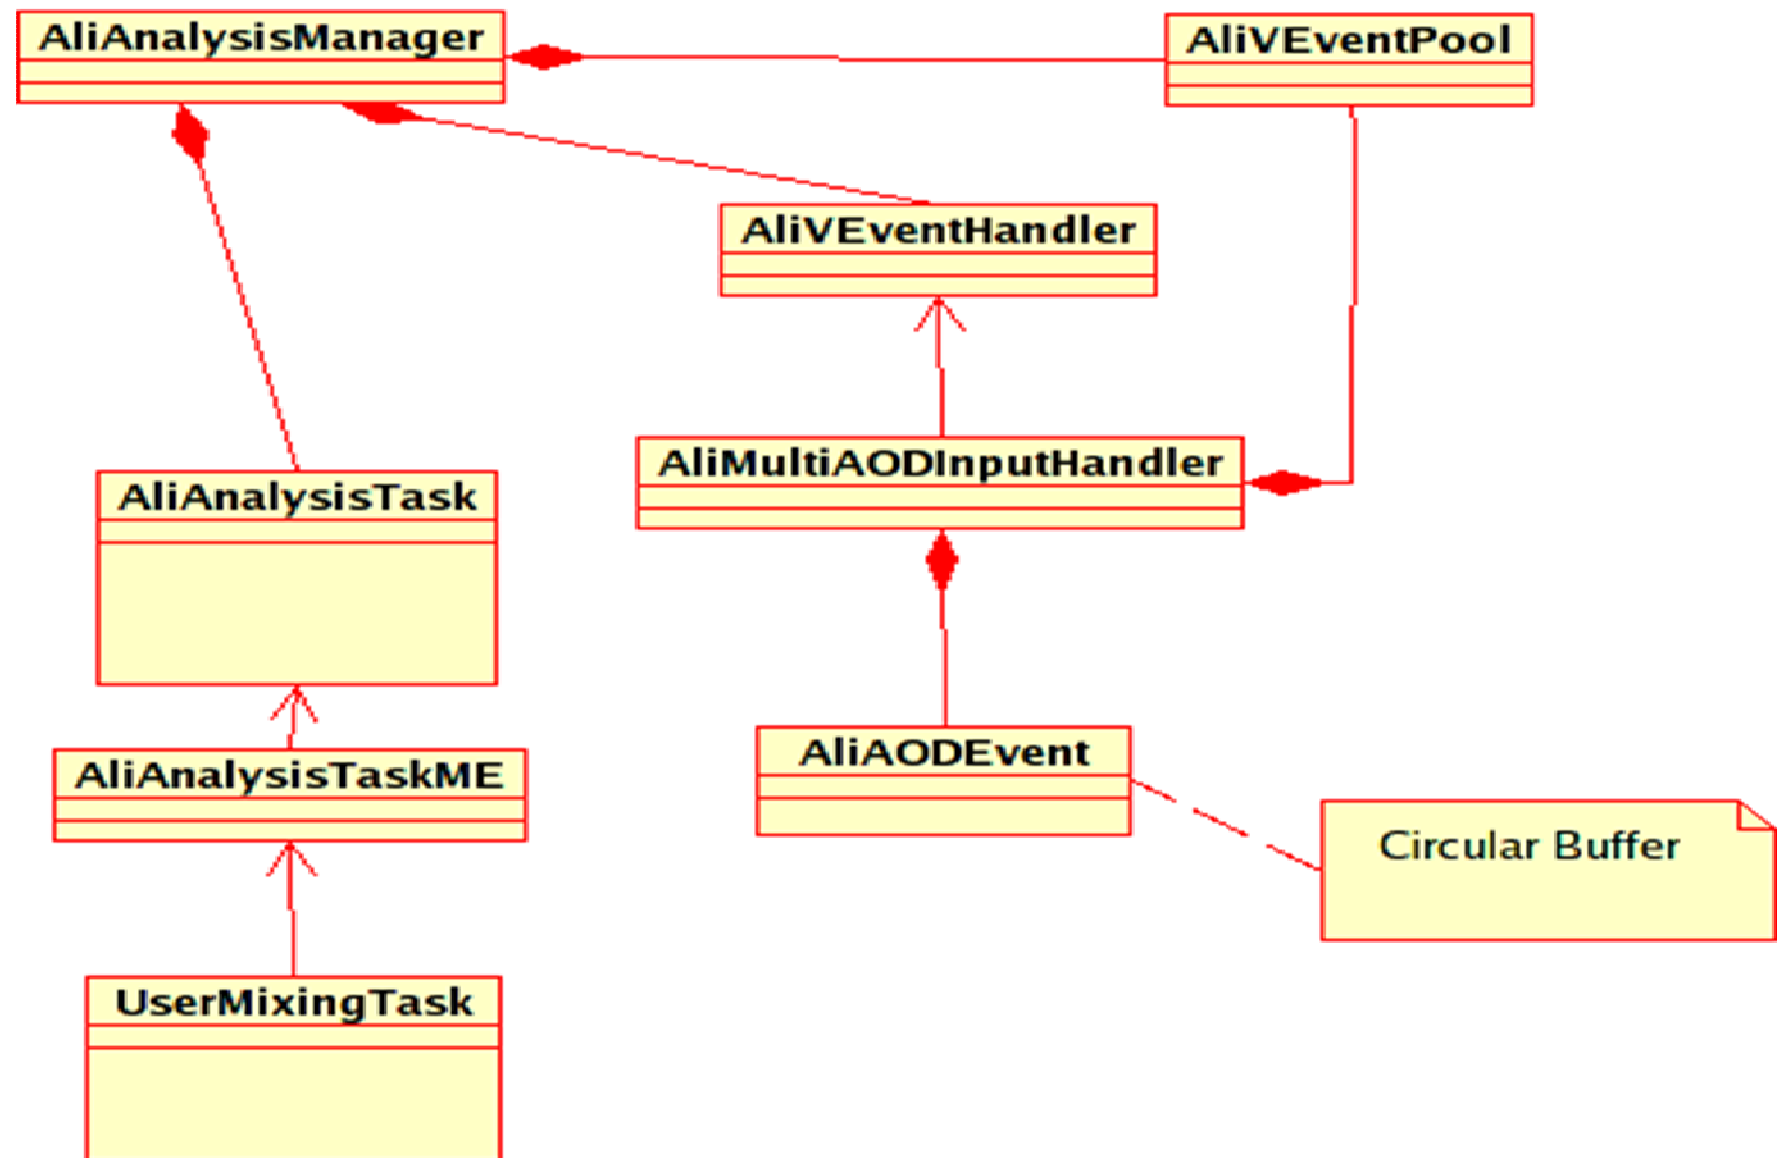 AliAnalysisManager
AliVEventPool
AliVEventHandler
AliMultiAODInputHandler
AliAnalysisTask
AliAODEvent
AliAnalysisTaskME
Circular Buffer
UserMixingTask